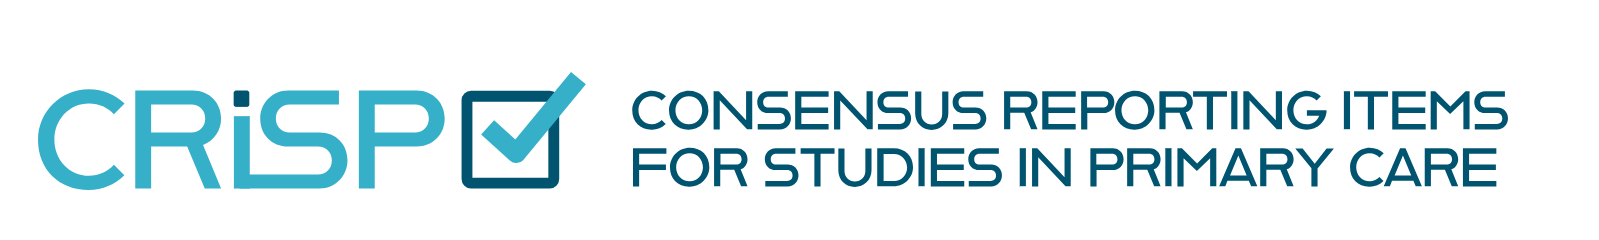 CRiSP
CONSENSUS REPORTING ITEMS
FOR STUDIES IN PRIMARY CARE